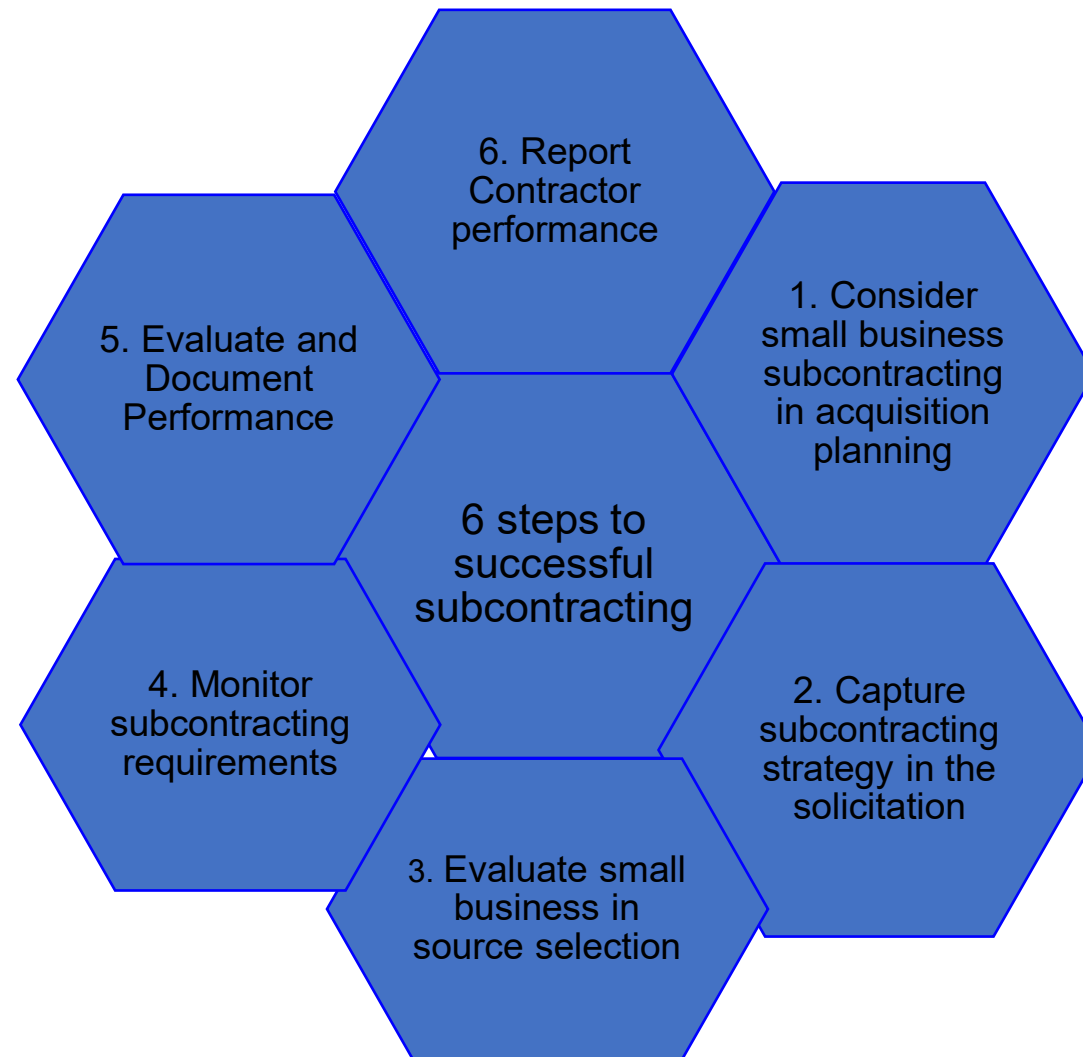 6 steps to
successful
subcontracting
1. Consider
small business
subcontracting
in acquisition
planning
2. Capture
subcontracting
strategy in the
solicitation
3. Evaluate small
business in
source selection
4. Monitor
subcontracting
requirements
5. Evaluate and
Document
Performance
6. Report
Contractor
performance